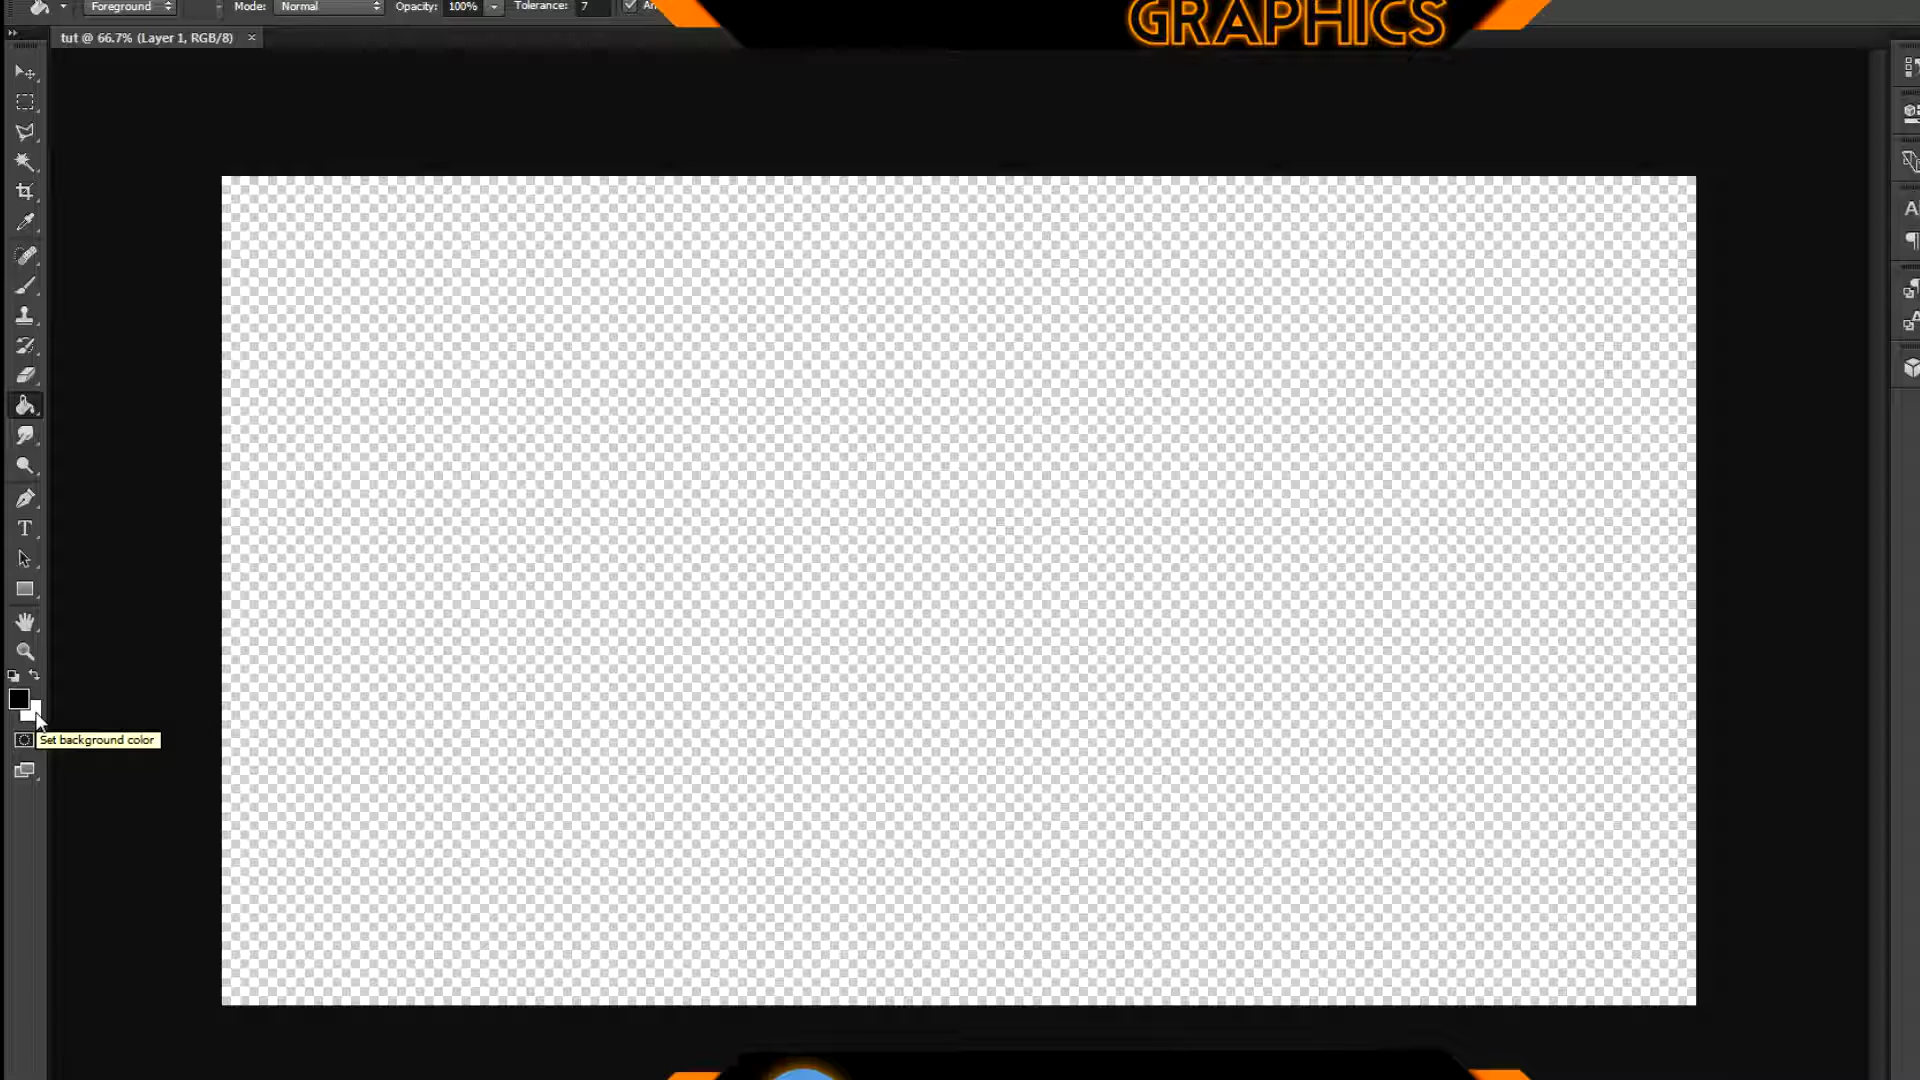 Foreground Mode: Normal Opacity: 100% Tolerance: 7
GRAPHICS
tut @ 66.7% (Layer 1, RGB/8) ×
T
Set background color